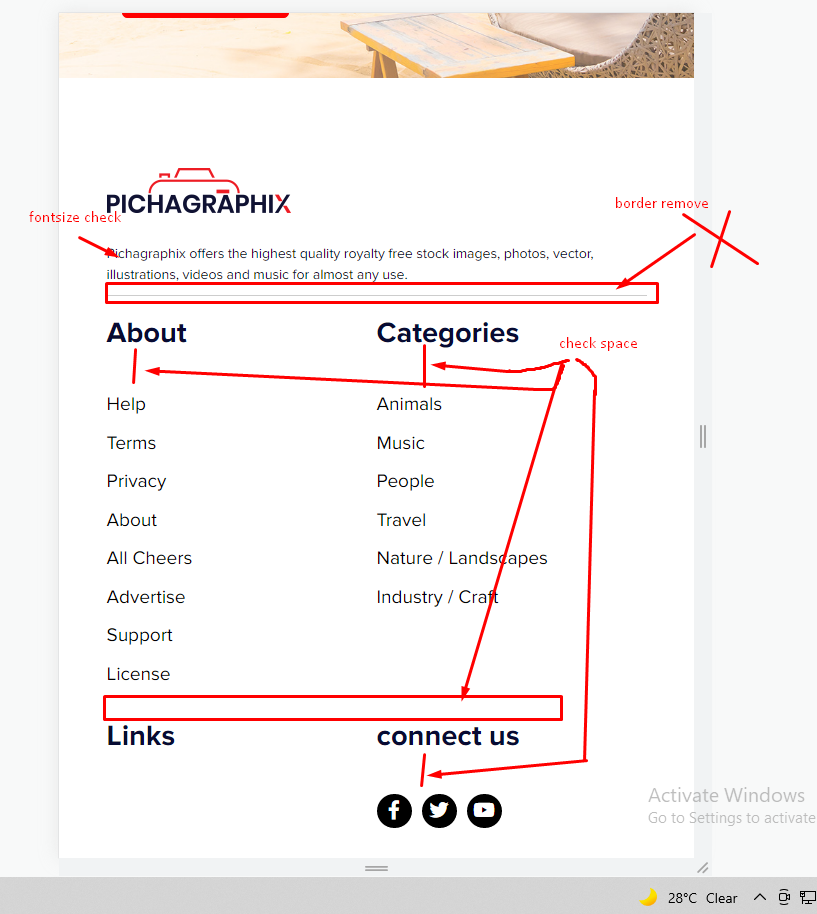 PICHAGRAPHIX
border remove
fontsize check
Pichagraphix offers the highest quality royalty free stock images, photos, vector,
illustrations, videos and music for almost any use.
About
Categories
check space
Help
Animals
Terms
Music
Privacy
People
About
Travel
All Cheers
Nature / Landscapes
Advertise
Industry / Craft
Support
License
Links
connect us
Activate Windows
Go to Settings to activate
28°C Clear